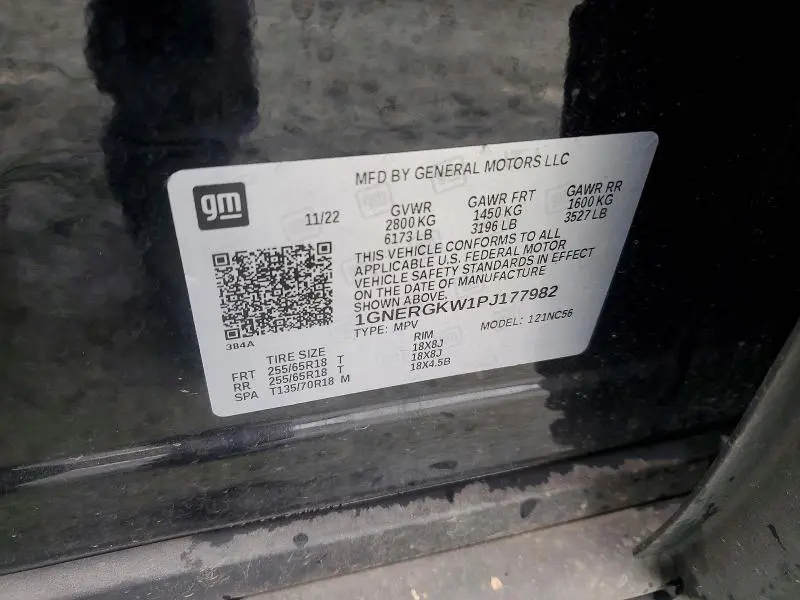 MFD BY GENERAL MOTORS LLC
gm
11/22
GVWR GAWR FRT GAWR RR
2800 KG 1450 KG 1600 KG
6173 LB 3196 LB 3527 LB
THIS VEHICLE CONFORMS TO ALL
APPLICABLE U.S. FEDERAL MOTOR
VEHICLE SAFETY STANDARDS IN EFFECT
ON THE DATE OF MANUFACTURE
SHOWN ABOVE.
1GNERGKW1PJ177982
TYPE: MPV MODEL: 121NC56
384A
TIRE SIZE RIM
FRT 255/65R18 T 18X8J
RR 255/65R18 T 18X8J
SPA T135/70R18 M 18X4.5B